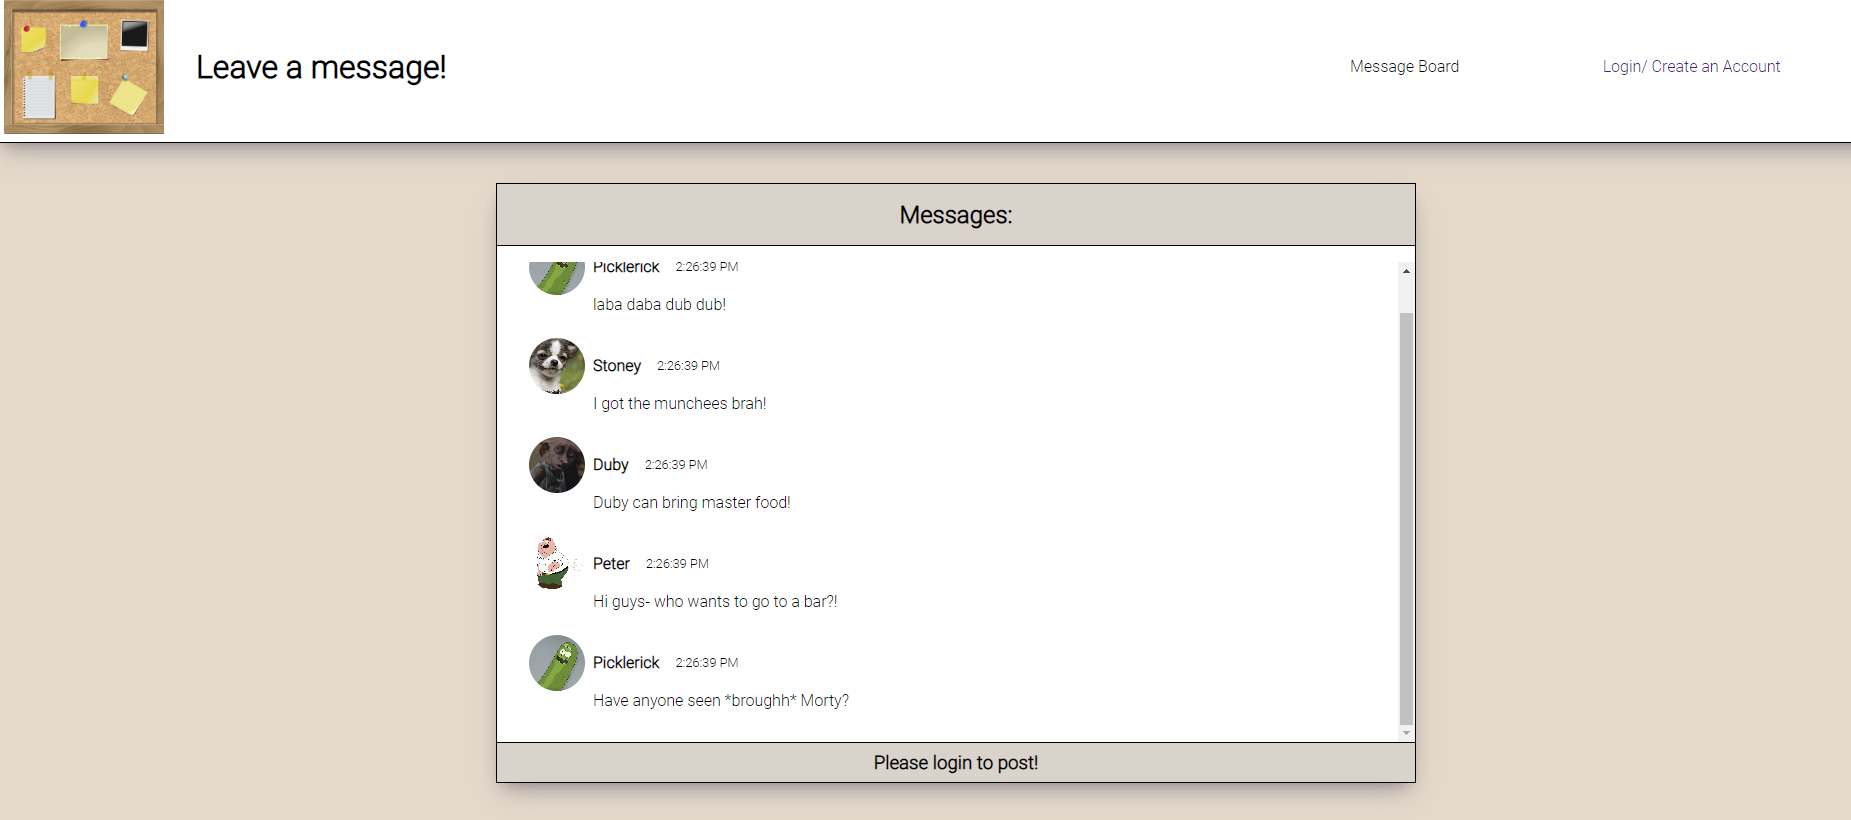 Leave a message!
Message Board
Login/ Create an Account
Messages:
Picklerick 2:26:39 PM
laba daba dub dub!
Stoney 2:26:39 PM
I got the munchees brah!
Duby 2:26:39 PM
Duby can bring master food!
Peter 2:26:39 PM
Hi guys- who wants to go to a bar?!
Picklerick 2:26:39 PM
Have anyone seen *broughh* Morty?
Please login to post!